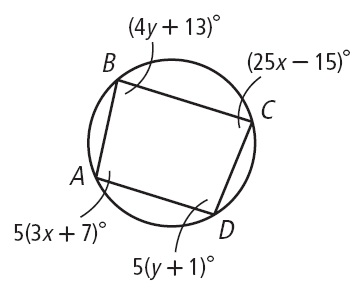 (4y + 13)°
B
(25x − 15)°
C
A
5(3x + 7)°
D
5(y + 1)°